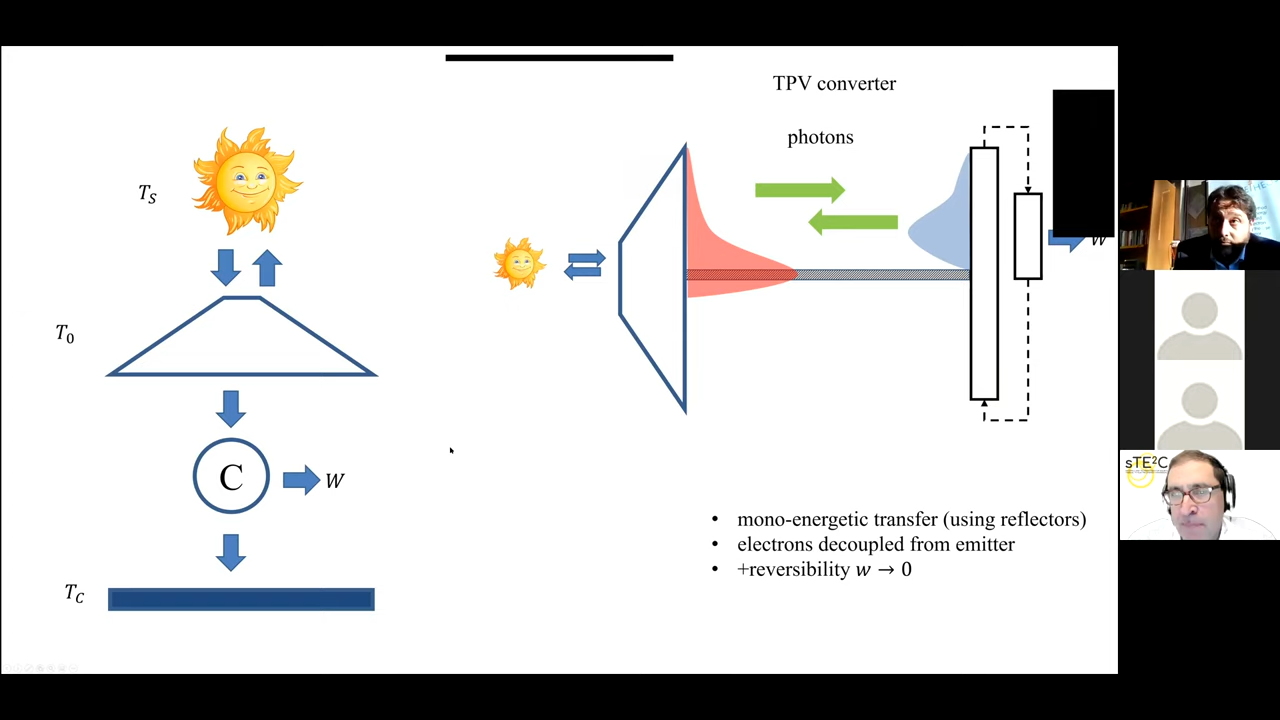 TPV converter
photons
T_S
T_0
C
W
T_C
W
• mono-energetic transfer (using reflectors)
• electrons decoupled from emitter
• +reversibility w → 0
sTE²C